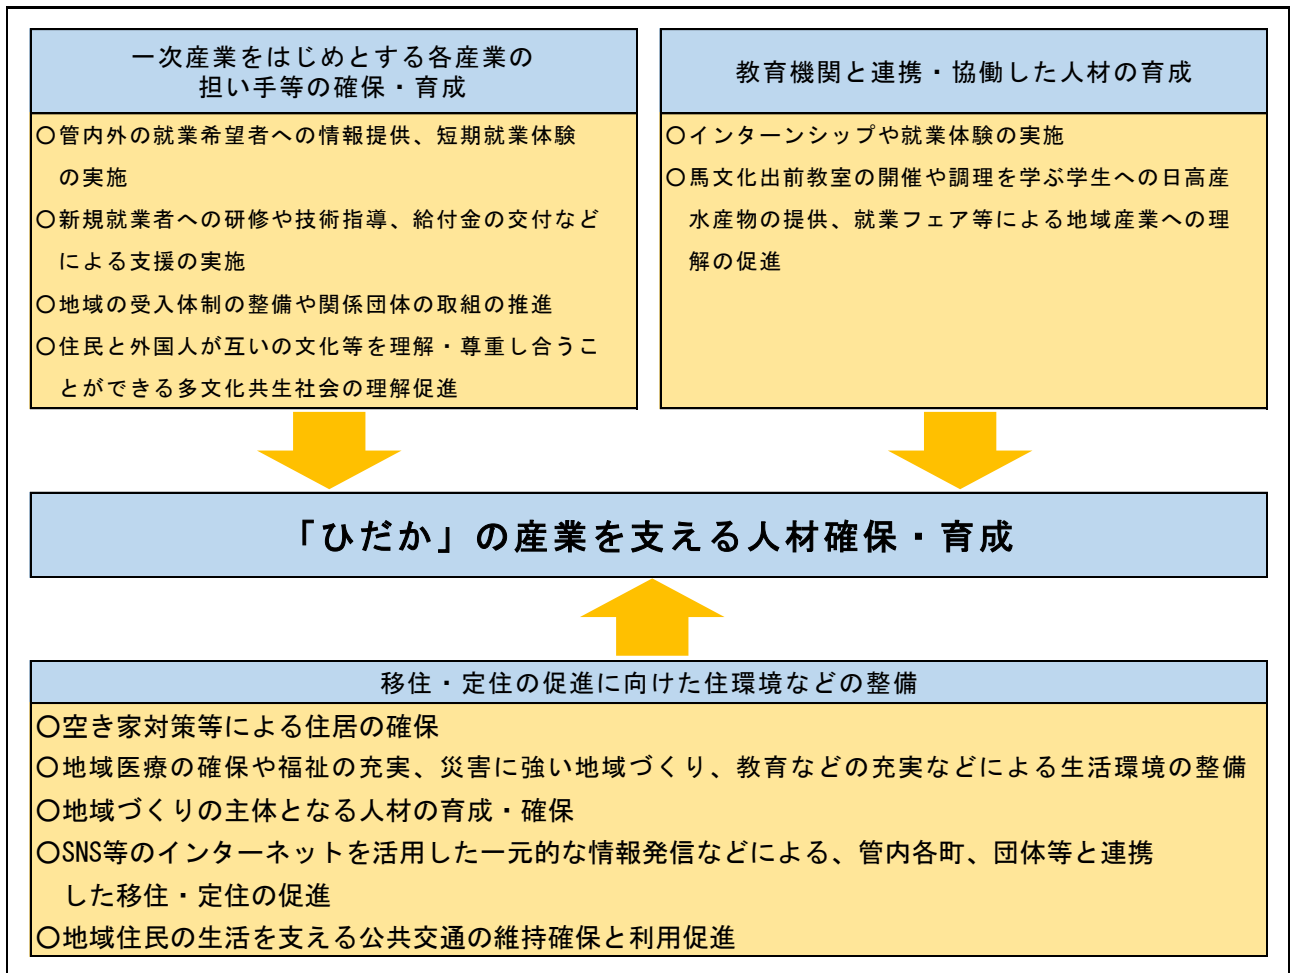 一次産業をはじめとする各産業の
担い手等の確保・育成
〇管内外の就業希望者への情報提供、短期就業体験
の実施
〇新規就業者への研修や技術指導、給付金の交付など
による支援の実施
〇地域の受入体制の整備や関係団体の取組の推進
〇住民と外国人が互いの文化等を理解・尊重し合うこ
とができる多文化共生社会の理解促進
教育機関と連携・協働した人材の育成
〇インターンシップや就業体験の実施
〇馬文化出前教室の開催や調理を学ぶ学生への日高産
水産物の提供、就業フェア等による地域産業への理
解の促進
「ひだか」の産業を支える人材確保・育成
移住・定住の促進に向けた住環境などの整備
〇空き家対策等による住居の確保
〇地域医療の確保や福祉の充実、災害に強い地域づくり、教育などの充実などによる生活環境の整備
〇地域づくりの主体となる人材の育成・確保
〇SNS等のインターネットを活用した一元的な情報発信などによる、管内各町、団体等と連携
した移住・定住の促進
〇地域住民の生活を支える公共交通の維持確保と利用促進